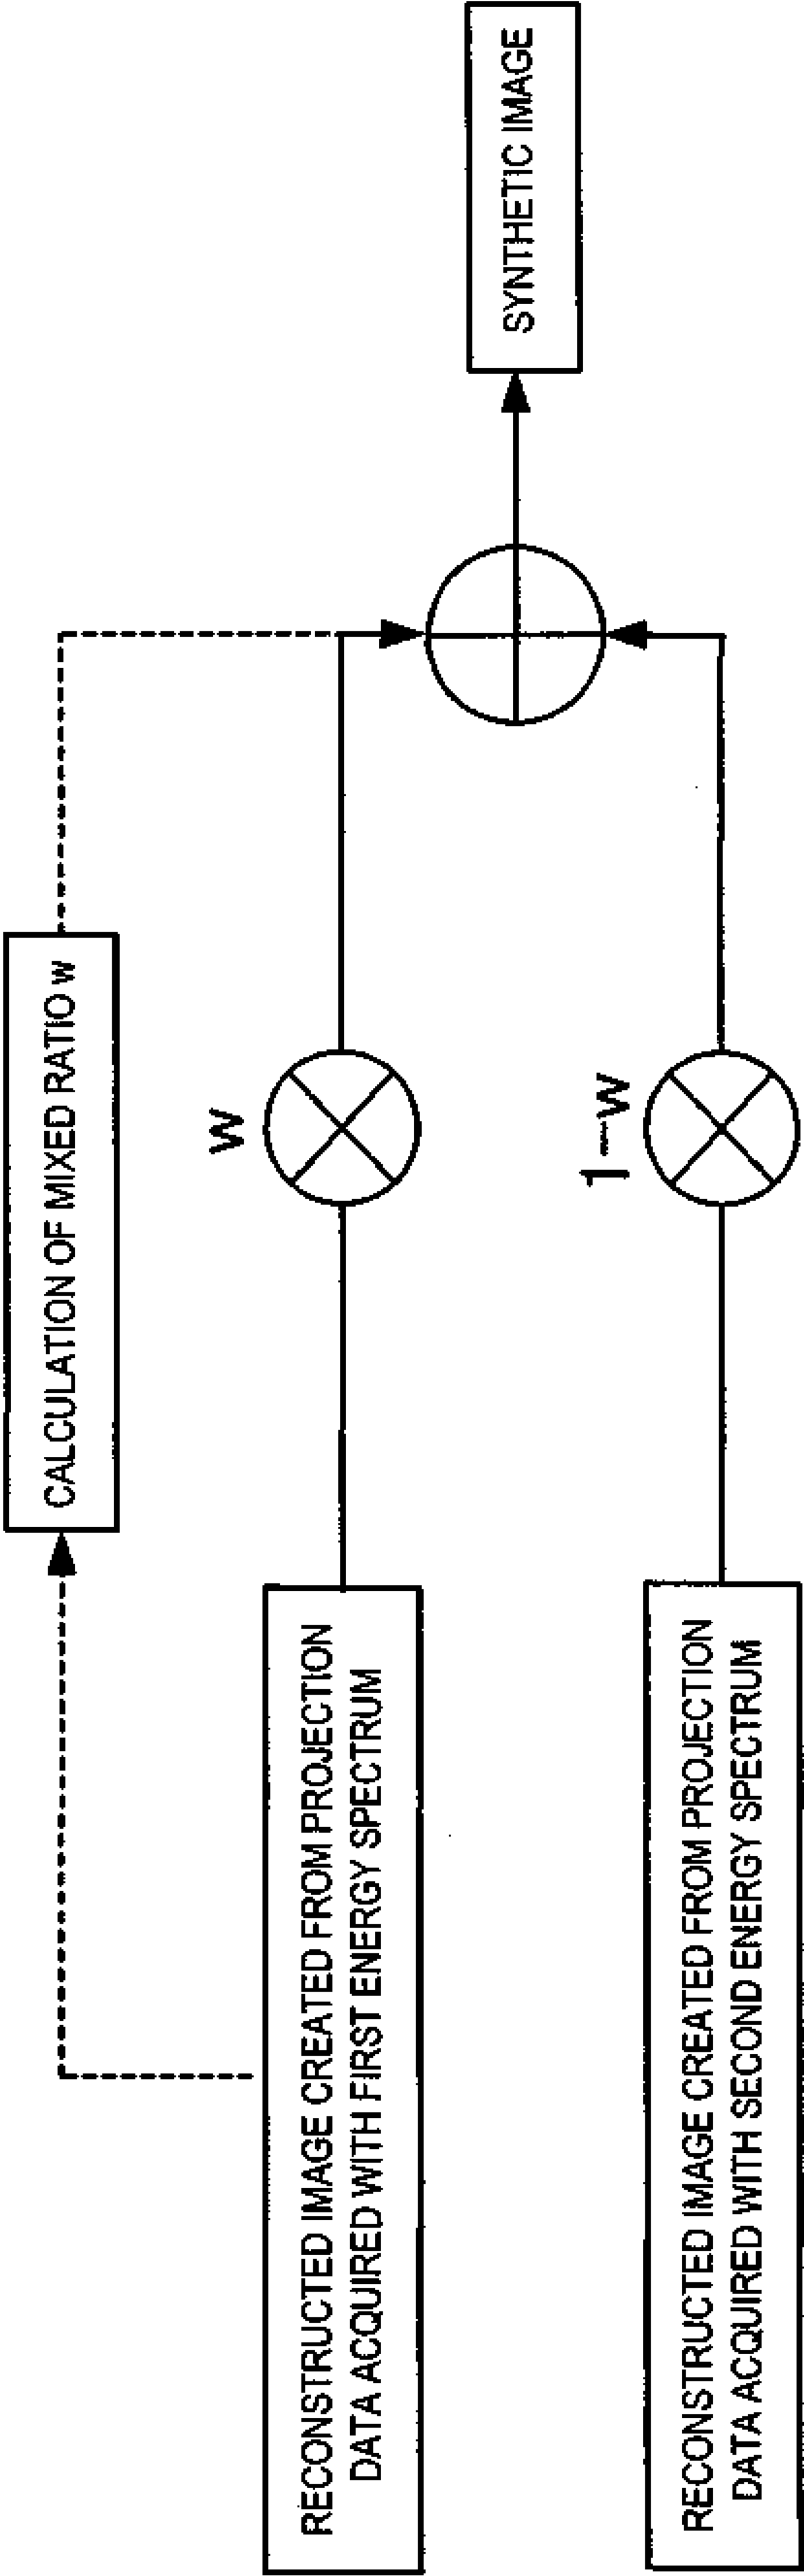 CALCULATION OF MIXED RATIO w
RECONSTRUCTED IMAGE CREATED FROM PROJECTION
DATA ACQUIRED WITH FIRST ENERGY SPECTRUM
w
SYNTHETIC IMAGE
1-w
RECONSTRUCTED IMAGE CREATED FROM PROJECTION
DATA ACQUIRED WITH SECOND ENERGY SPECTRUM